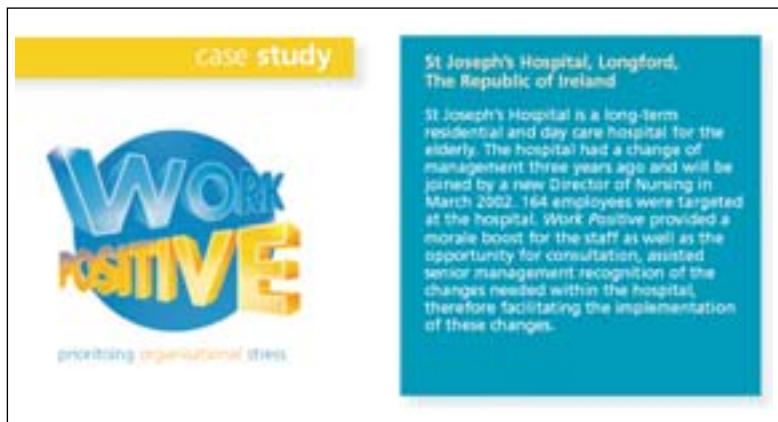 case study
WORK
POSITIVE
prioritising organisational stress
St Joseph's Hospital, Longford,
The Republic of Ireland
St Joseph's Hospital is a long-term
residential and day care hospital for the
elderly. The hospital had a change of
management three years ago and will be
joined by a new Director of Nursing in
March 2002. 164 employees were targeted
at the hospital. Work Positive provided a
morale boost for the staff as well as the
opportunity for consultation, assisted
senior management recognition of the
changes needed within the hospital,
therefore facilitating the implementation
of these changes.